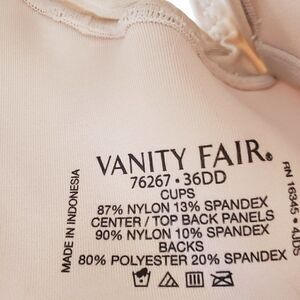 VANITY FAIR®
76267 • 36DD
CUPS
87% NYLON 13% SPANDEX
CENTER / TOP BACK PANELS
90% NYLON 10% SPANDEX
BACKS
80% POLYESTER 20% SPANDEX
MADE IN INDONESIA
RN 16345 • 4JDS